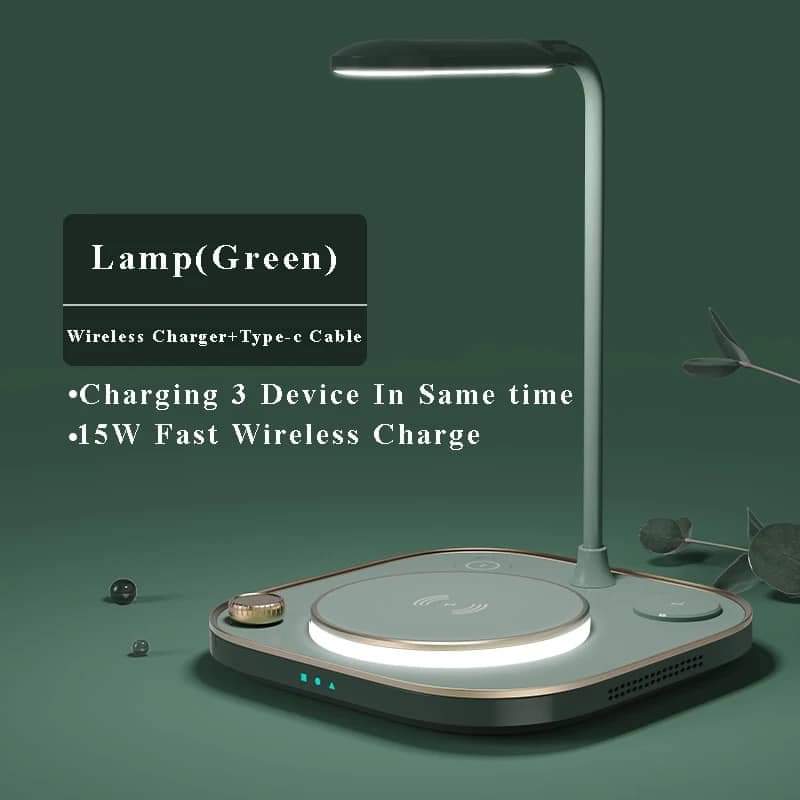 Lamp(Green)
Wireless Charger+Type-c Cable
•Charging 3 Device In Same time
•15W Fast Wireless Charge